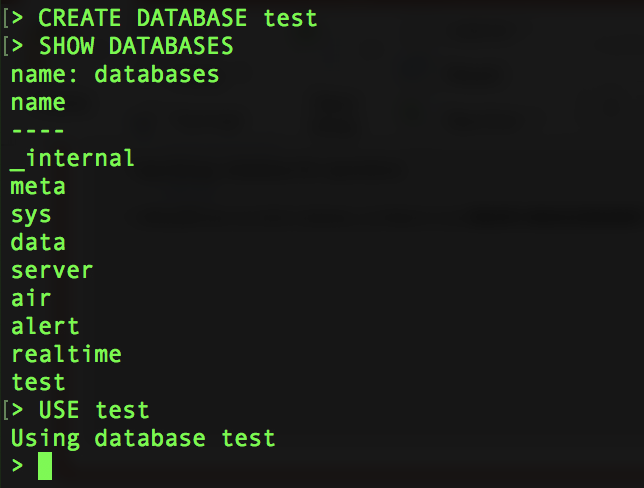 [> CREATE DATABASE test
[> SHOW DATABASES
name: databases
name
----
_internal
meta
sys
data
server
air
alert
realtime
test
[> USE test
Using database test
>